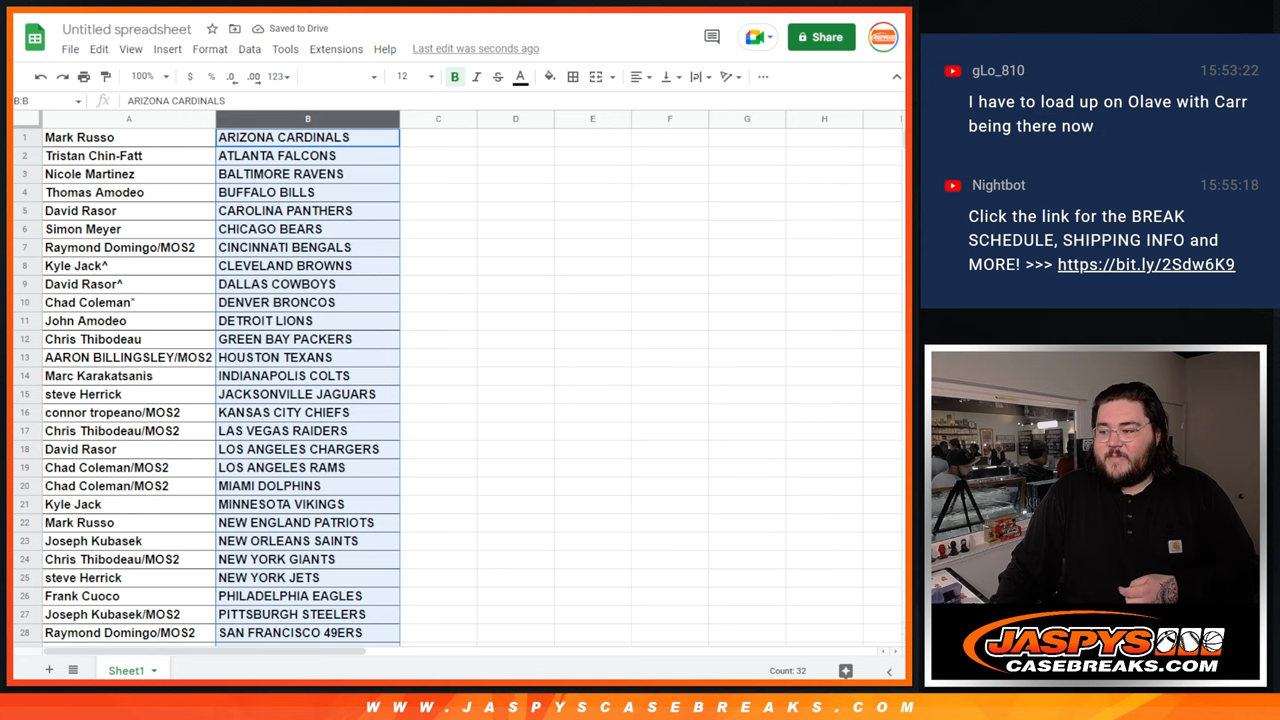 Untitled spreadsheet
Saved to Drive
File Edit View Insert Format Data Tools Extensions Help Last edit was seconds ago
Share
100% $ % .0 .00 123 12 B I S A
B:B fx ARIZONA CARDINALS
A B C D E F G H I
1 Mark Russo ARIZONA CARDINALS
2 Tristan Chin-Fatt ATLANTA FALCONS
3 Nicole Martinez BALTIMORE RAVENS
4 Thomas Amodeo BUFFALO BILLS
5 David Rasor CAROLINA PANTHERS
6 Simon Meyer CHICAGO BEARS
7 Raymond Domingo/MOS2 CINCINNATI BENGALS
8 Kyle Jack^ CLEVELAND BROWNS
9 David Rasor^ DALLAS COWBOYS
10 Chad Coleman* DENVER BRONCOS
11 John Amodeo DETROIT LIONS
12 Chris Thibodeau GREEN BAY PACKERS
13 AARON BILLINGSLEY/MOS2 HOUSTON TEXANS
14 Marc Karakatsanis INDIANAPOLIS COLTS
15 steve Herrick JACKSONVILLE JAGUARS
16 connor tropeano/MOS2 KANSAS CITY CHIEFS
17 Chris Thibodeau/MOS2 LAS VEGAS RAIDERS
18 David Rasor LOS ANGELES CHARGERS
19 Chad Coleman/MOS2 LOS ANGELES RAMS
20 Chad Coleman/MOS2 MIAMI DOLPHINS
21 Kyle Jack MINNESOTA VIKINGS
22 Mark Russo NEW ENGLAND PATRIOTS
23 Joseph Kubasek NEW ORLEANS SAINTS
24 Chris Thibodeau/MOS2 NEW YORK GIANTS
25 steve Herrick NEW YORK JETS
26 Frank Cuoco PHILADELPHIA EAGLES
27 Joseph Kubasek/MOS2 PITTSBURGH STEELERS
28 Raymond Domingo/MOS2 SAN FRANCISCO 49ERS
Sheet1
Count: 32
gLo_810 15:53:22
I have to load up on Olave with Carr
being there now
Nightbot 15:55:18
Click the link for the BREAK
SCHEDULE, SHIPPING INFO and
MORE! >>> https://bit.ly/2Sdw6K9
JASPYS
CASEBREAKS.COM
WWW.JASPYSCASEBREAKS.COM